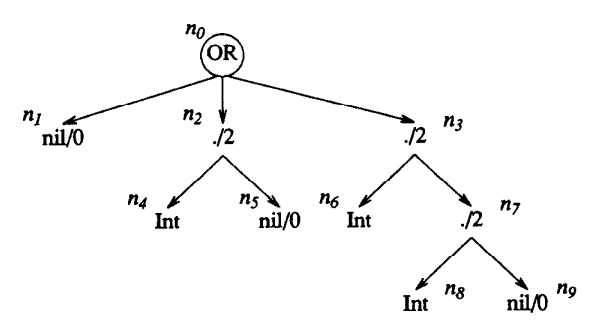 n0
OR
n1 nil/0
n2 ./2
./2 n3
n4 Int
n5 nil/0
n6 Int
./2 n7
Int n8
nil/0 n9